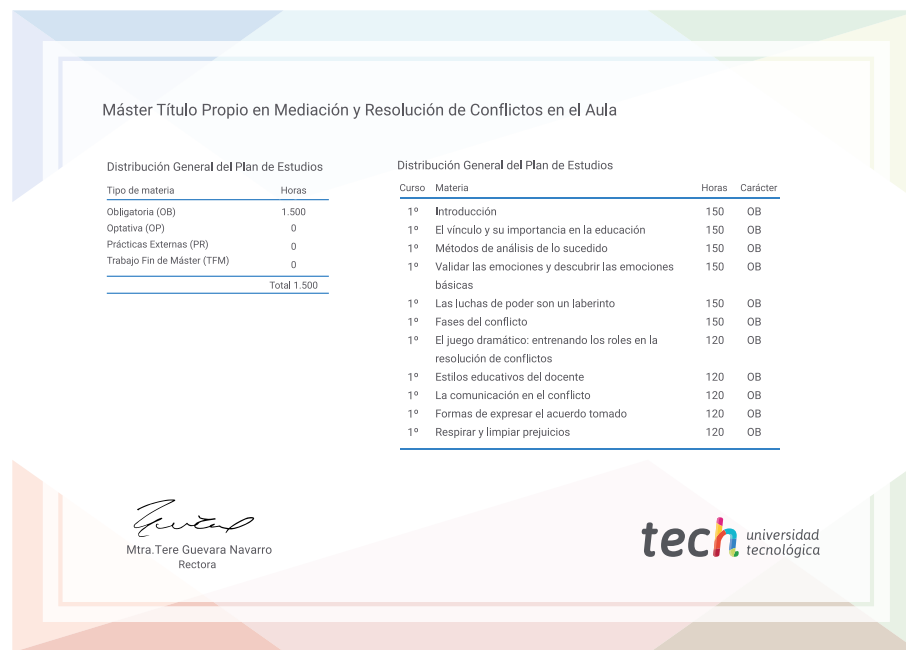 Máster Título Propio en Mediación y Resolución de Conflictos en el Aula
Distribución General del Plan de Estudios
Tipo de materia Horas
Obligatoria (OB) 1.500
Optativa (OP) 0
Prácticas Externas (PR) 0
Trabajo Fin de Máster (TFM) 0
Total 1.500
Distribución General del Plan de Estudios
Curso Materia Horas Carácter
1º Introducción 150 OB
1º El vínculo y su importancia en la educación 150 OB
1º Métodos de análisis de lo sucedido 150 OB
1º Validar las emociones y descubrir las emociones 150 OB
básicas
1º Las luchas de poder son un laberinto 150 OB
1º Fases del conflicto 150 OB
1º El juego dramático: entrenando los roles en la 120 OB
resolución de conflictos
1º Estilos educativos del docente 120 OB
1º La comunicación en el conflicto 120 OB
1º Formas de expresar el acuerdo tomado 120 OB
1º Respirar y limpiar prejuicios 120 OB
Mtra.Tere Guevara Navarro
Rectora
tech universidad
tecnológica